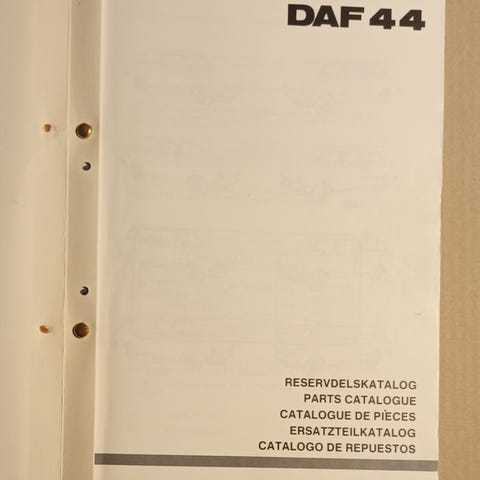 DAF 44
RESERVDELSKATALOG
PARTS CATALOGUE
CATALOGUE DE PIÈCES
ERSATZTEILKATALOG
CATALOGO DE REPUESTOS